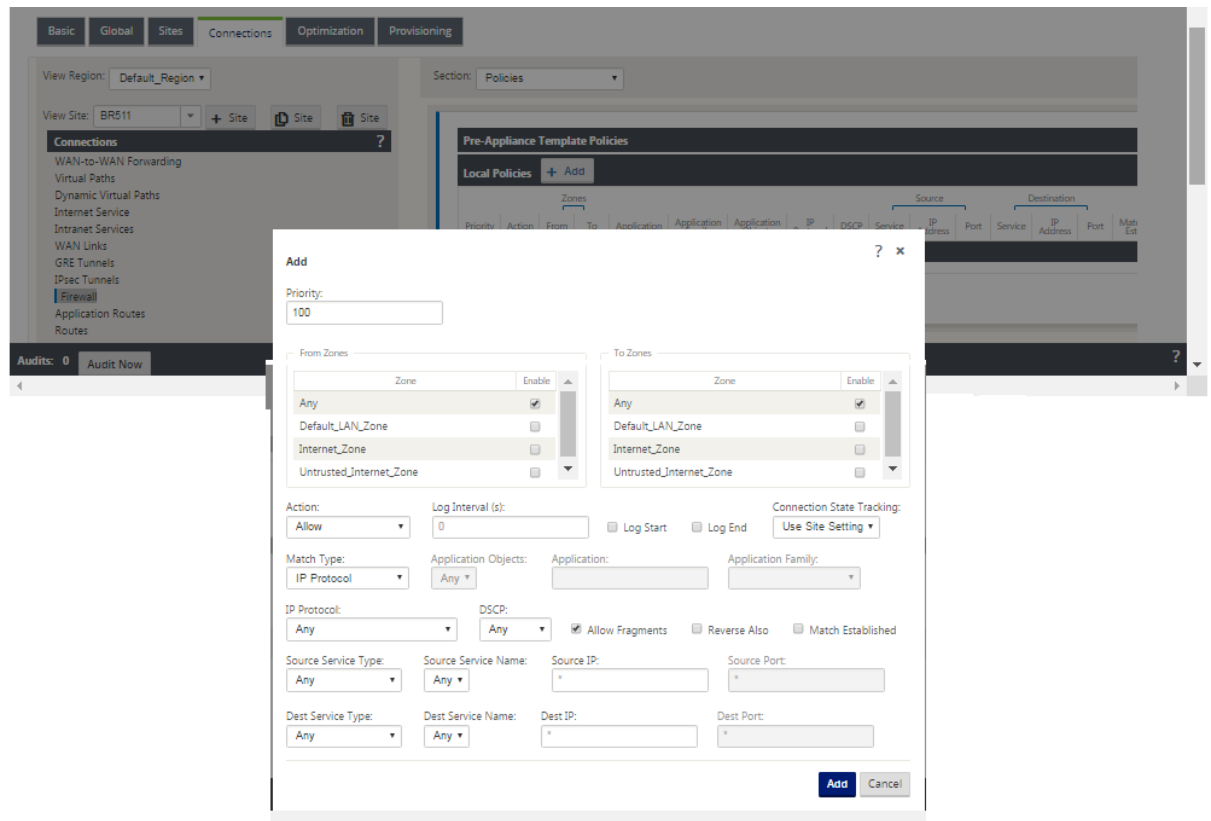 Basic Global Sites Connections Optimization Provisioning
View Region: Default_Region
Section: Policies
View Site: BR511 + Site Site Site
Connections ?
WAN-to-WAN Forwarding
Virtual Paths
Dynamic Virtual Paths
Internet Service
Intranet Services
WAN Links
GRE Tunnels
IPsec Tunnels
Firewall
Application Routes
Routes
Pre-Appliance Template Policies
Local Policies + Add
Zones Source Destination
Priority Action From To Application Application Application IP DSCP Service IP Port Service IP Address Port
Audits: 0 Audit Now ?
Add ? ×
Priority:
100
From Zones
Zone Enable
Any
Default_LAN_Zone
Internet_Zone
Untrusted_Internet_Zone
To Zones
Zone Enable
Any
Default_LAN_Zone
Internet_Zone
Untrusted_Internet_Zone
Action: Log Interval (s): Connection State Tracking:
Allow 0 Log Start Log End Use Site Setting
Match Type: Application Objects: Application: Application Family:
IP Protocol Any
IP Protocol: DSCP:
Any Any Allow Fragments Reverse Also Match Established
Source Service Type: Source Service Name: Source IP: Source Port:
Any Any * *
Dest Service Type: Dest Service Name: Dest IP: Dest Port:
Any Any * *
Add Cancel